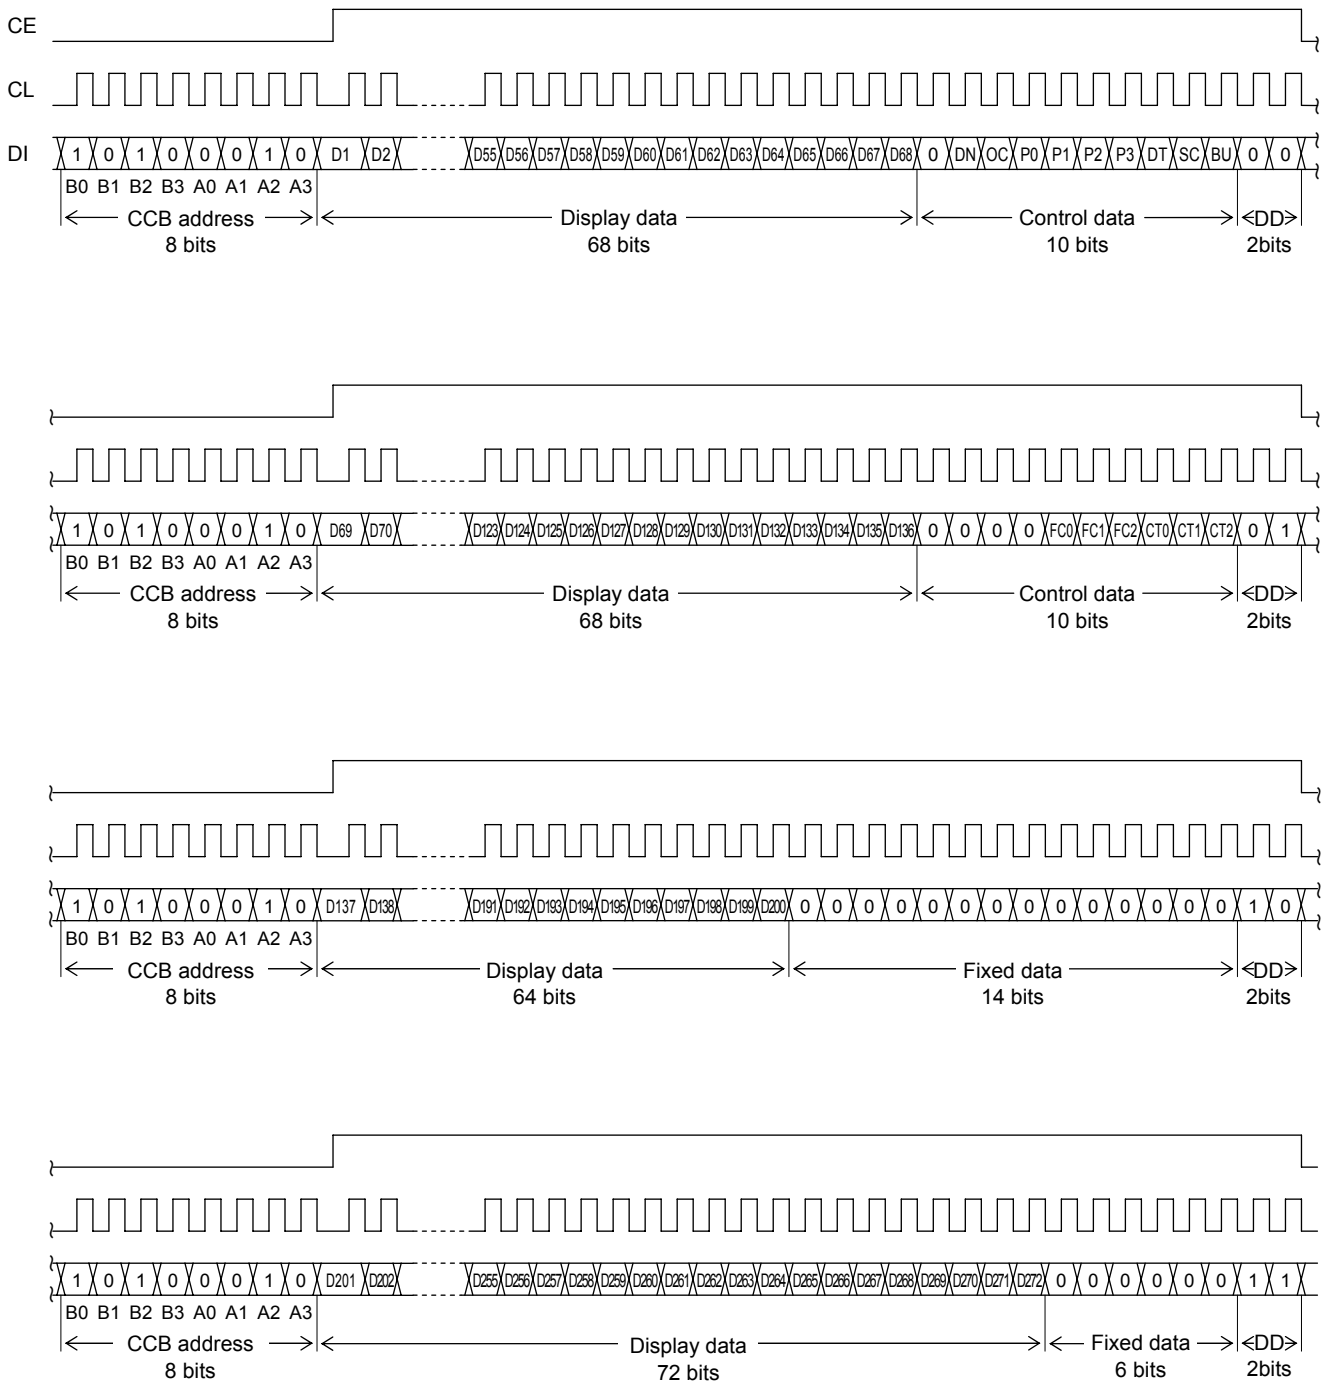 CE
CL
DI 1 0 1 0 0 0 1 0 D1 D2 D55 D56 D57 D58 D59 D60 D61 D62 D63 D64 D65 D66 D67 D68 0 DN OC P0 P1 P2 P3 DT SC BU 0 0
B0 B1 B2 B3 A0 A1 A2 A3
CCB address Display data Control data DD
8 bits 68 bits 10 bits 2bits
1 0 1 0 0 0 1 0 D69 D70 D123 D124 D125 D126 D127 D128 D129 D130 D131 D132 D133 D134 D135 D136 0 0 0 0 FC0 FC1 FC2 CT0 CT1 CT2 0 1
B0 B1 B2 B3 A0 A1 A2 A3
CCB address Display data Control data DD
8 bits 68 bits 10 bits 2bits
1 0 1 0 0 0 1 0 D137 D138 D191 D192 D193 D194 D195 D196 D197 D198 D199 D200 0 0 0 0 0 0 0 0 0 0 0 0 0 0 1 0
B0 B1 B2 B3 A0 A1 A2 A3
CCB address Display data Fixed data DD
8 bits 64 bits 14 bits 2bits
1 0 1 0 0 0 1 0 D201 D202 D255 D256 D257 D258 D259 D260 D261 D262 D263 D264 D265 D266 D267 D268 D269 D270 D271 D272 0 0 0 0 0 0 1 1
B0 B1 B2 B3 A0 A1 A2 A3
CCB address Display data Fixed data DD
8 bits 72 bits 6 bits 2bits